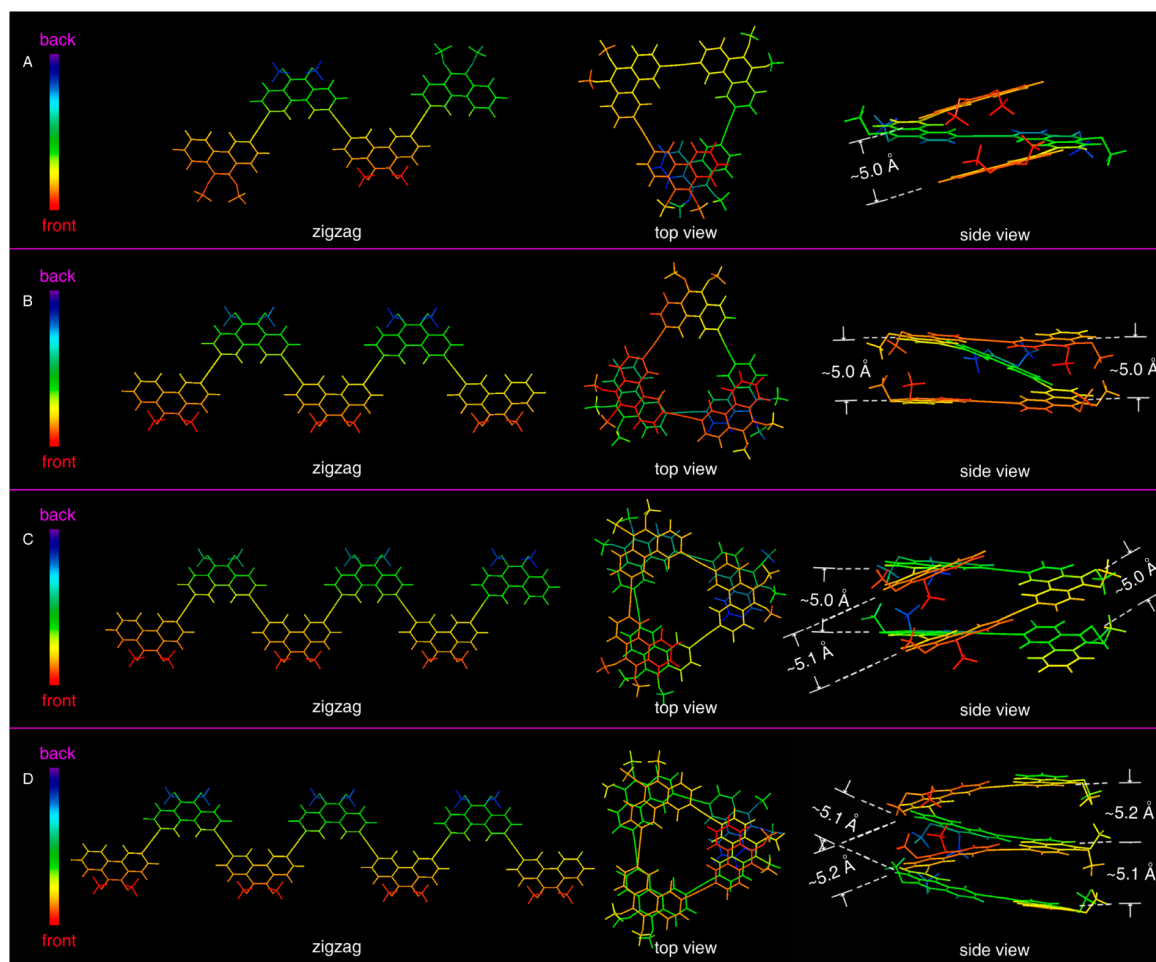 back
A
front
zigzag
top view
~5.0 Å
side view
back
B
front
zigzag
top view
~5.0 Å
~5.0 Å
side view
back
C
front
zigzag
top view
~5.0 Å
~5.1 Å
~5.0 Å
side view
back
D
front
zigzag
top view
~5.1 Å
~5.2 Å
~5.2 Å
~5.1 Å
side view